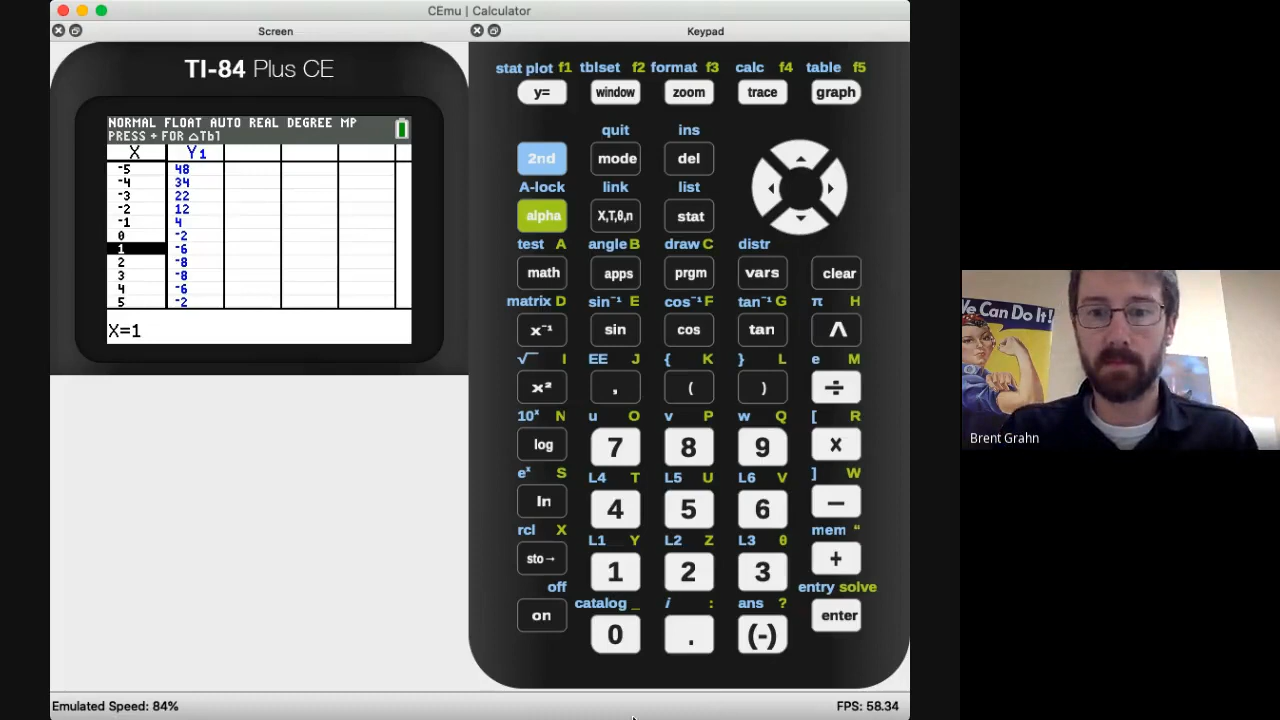 CEmu | Calculator
Screen
Keypad
TI-84 Plus CE
NORMAL FLOAT AUTO REAL DEGREE MP
PRESS + FOR △Tbl
X Y1
-5 48
-4 34
-3 22
-2 12
-1 4
0 -2
1 -6
2 -8
3 -8
4 -6
5 -2
X=1
stat plot f1 tblset f2 format f3 calc f4 table f5
y= window zoom trace graph
quit ins
2nd mode del
A-lock link list
alpha X,T,θ,n stat
test A angle B draw C distr
math apps prgm vars clear
matrix D sin⁻¹ E cos⁻¹ F tan⁻¹ G π H
x⁻¹ sin cos tan ^
√ I EE J { K } L e M
x² , ( ) ÷
10ˣ N u O v P w Q [ R
log 7 8 9 ×
eˣ S L4 T L5 U L6 V ] W
ln 4 5 6 −
rcl X L1 Y L2 Z L3 θ mem "
sto→ 1 2 3 +
off catalog _ i : ans ? entry solve
on 0 . (-) enter
Emulated Speed: 84%
FPS: 58.34
We Can Do It!
Brent Grahn